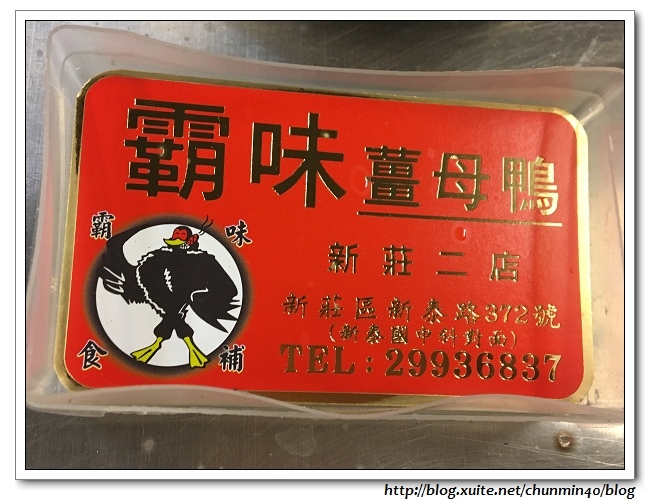 霸味薑母鴨
霸味
食補
新莊二店
新莊區新泰路372號
(新泰國中斜對面)
TEL:29936837
http://blog.xuite.net/chunmin40/blog